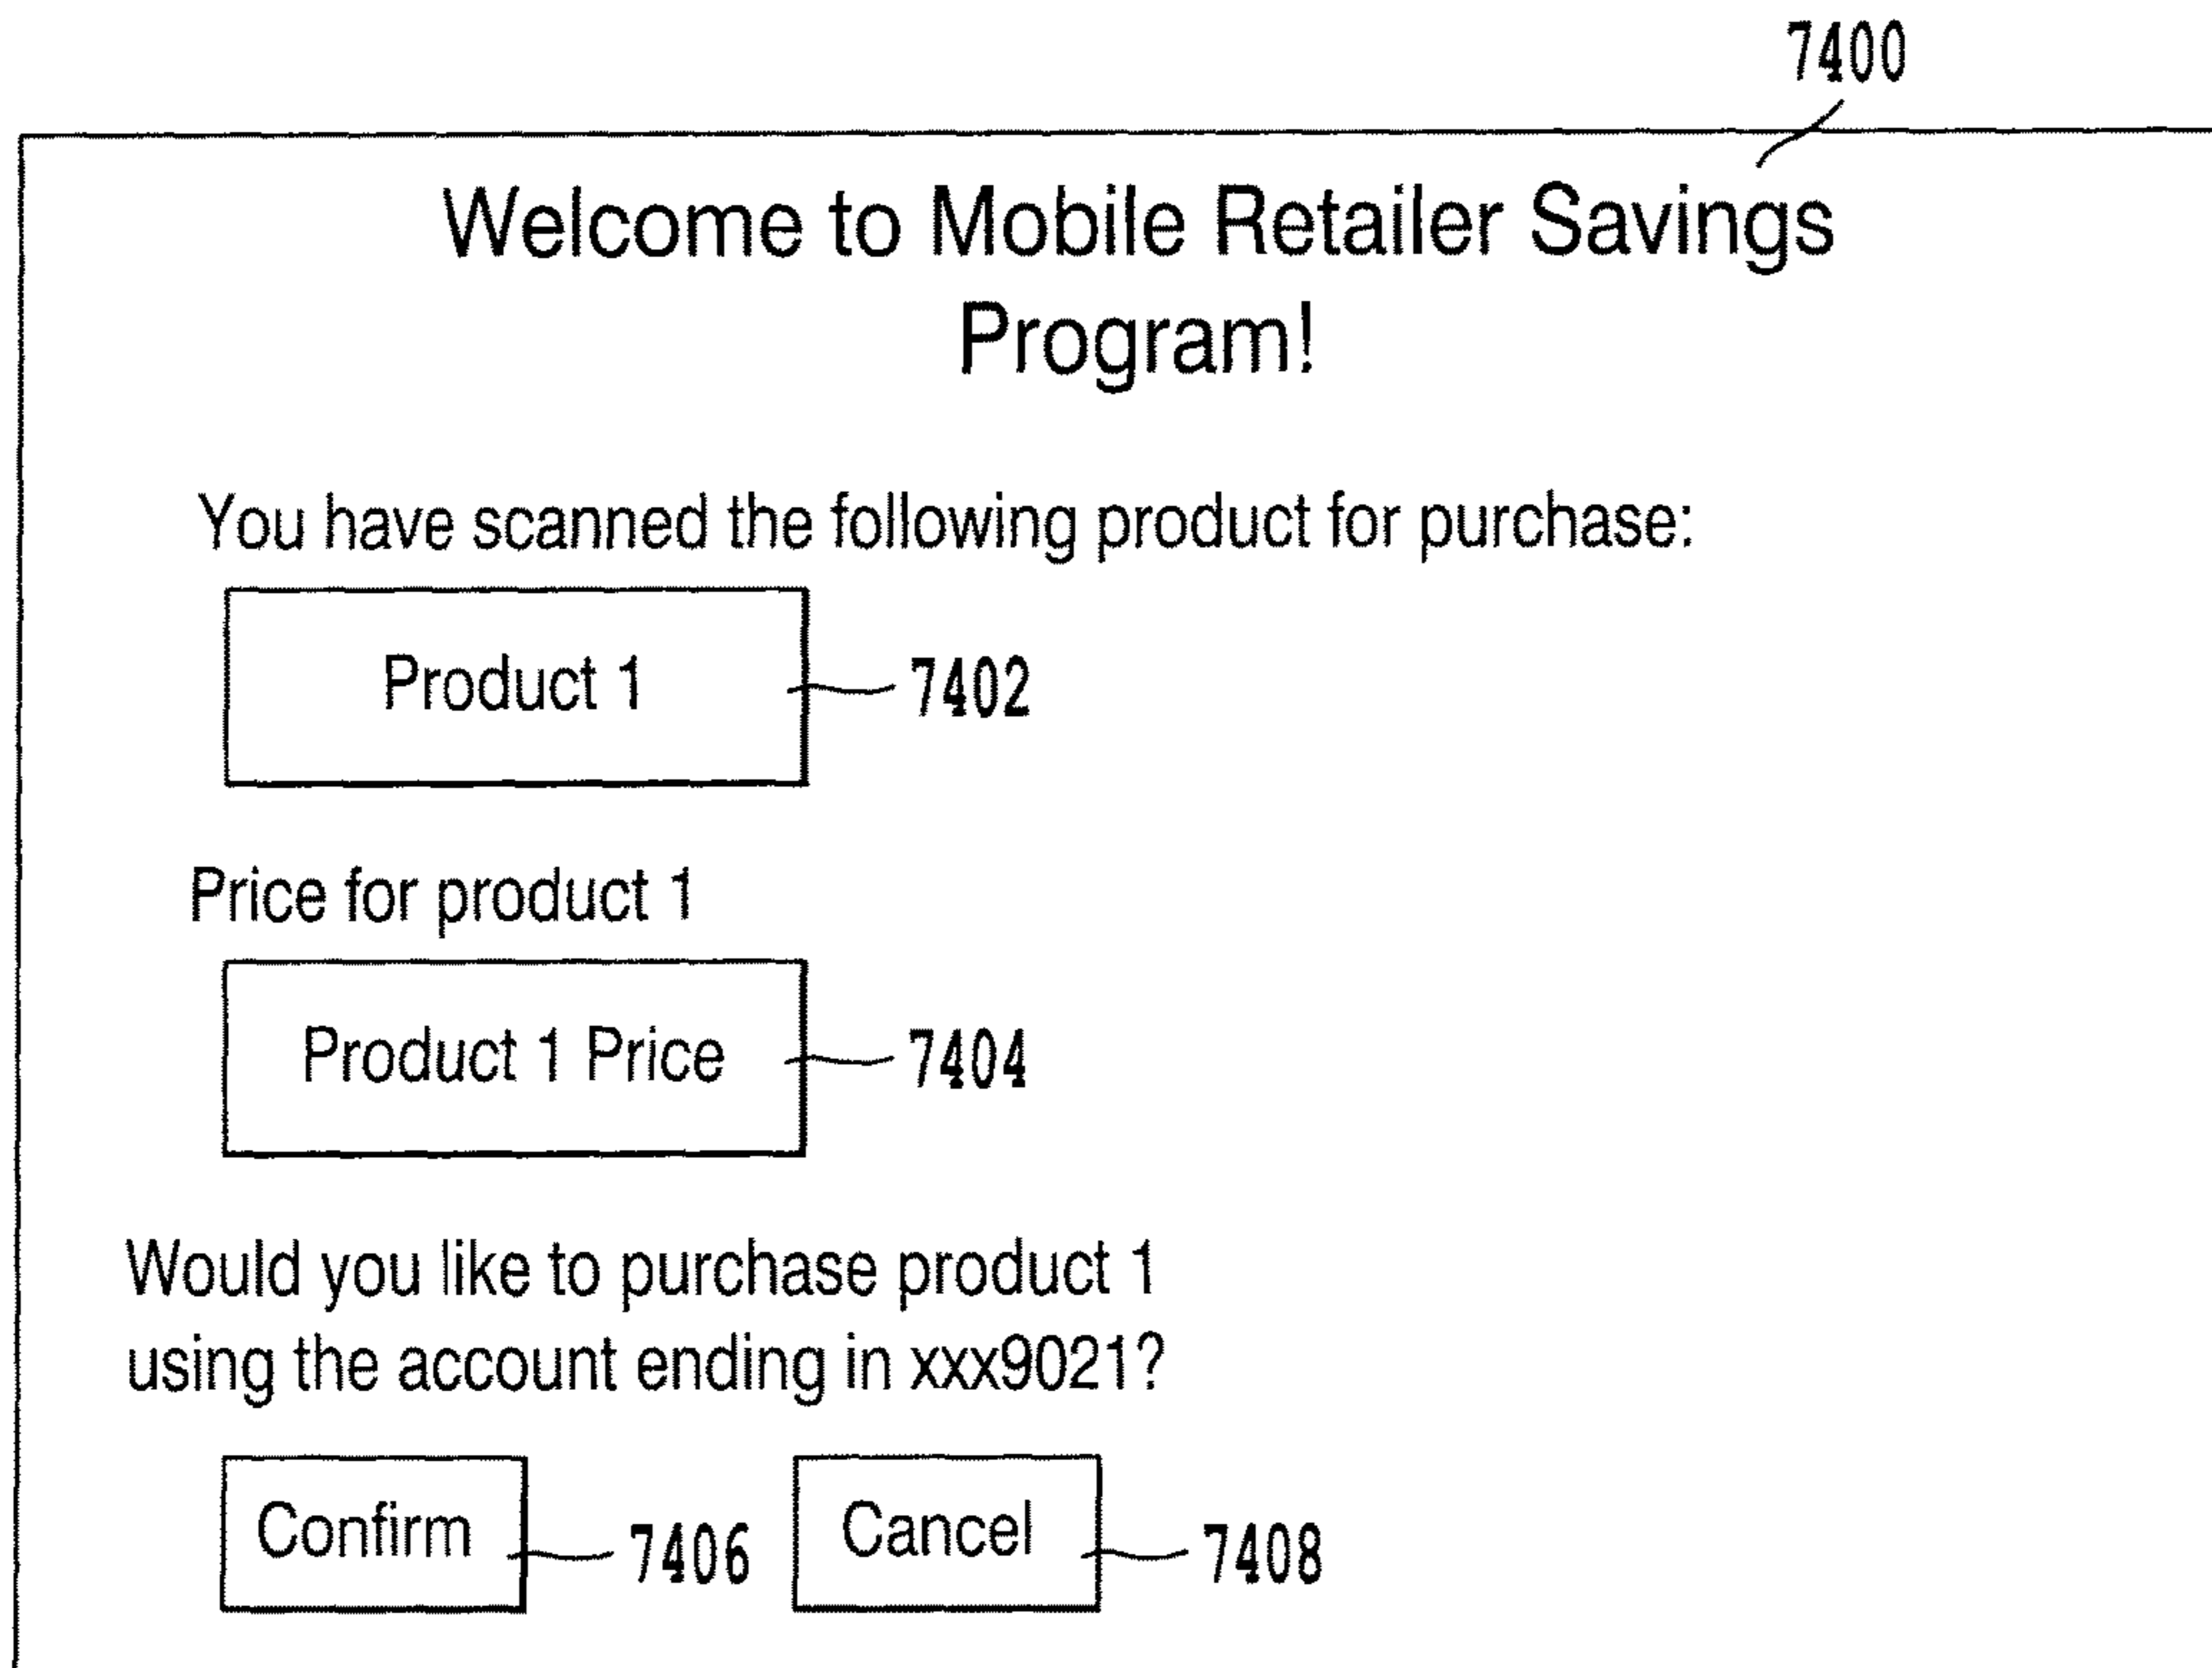 7400
Welcome to Mobile Retailer Savings
Program!
You have scanned the following product for purchase:
Product 1
7402
Price for product 1
Product 1 Price
7404
Would you like to purchase product 1
using the account ending in xxx9021?
Confirm
7406
Cancel
7408